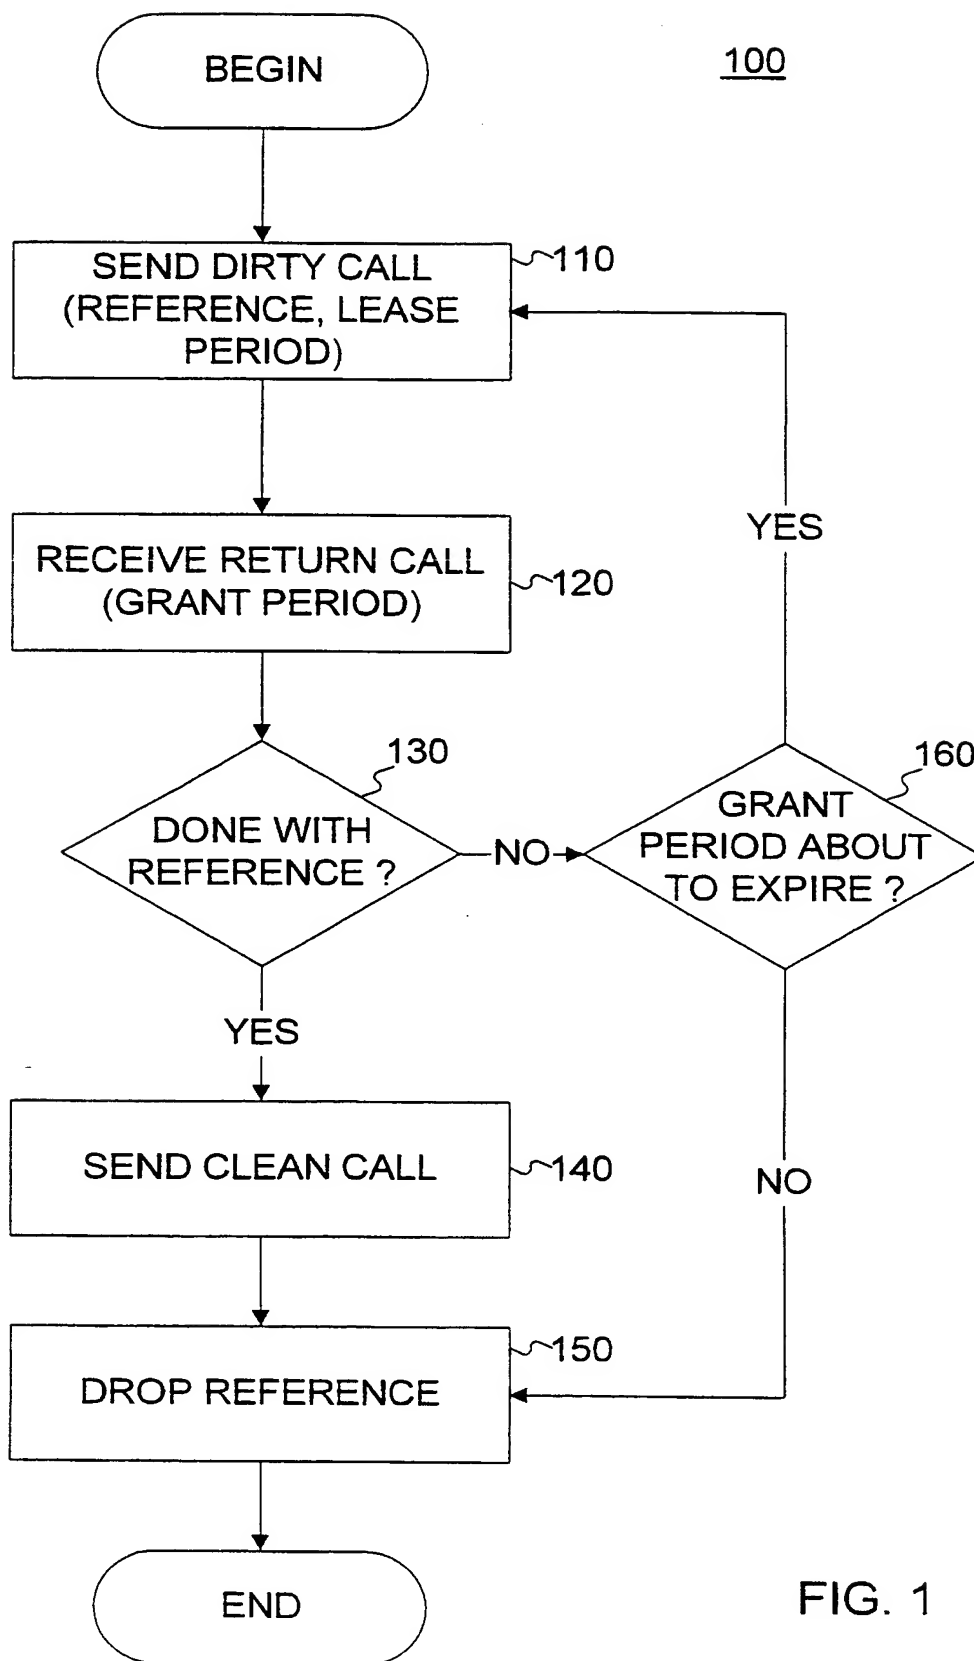 BEGIN
100
SEND DIRTY CALL
(REFERENCE, LEASE
PERIOD)
110
RECEIVE RETURN CALL
(GRANT PERIOD)
120
YES
DONE WITH
REFERENCE ?
130
NO
GRANT
PERIOD ABOUT
TO EXPIRE ?
160
YES
SEND CLEAN CALL
140
NO
DROP REFERENCE
150
END
FIG. 1